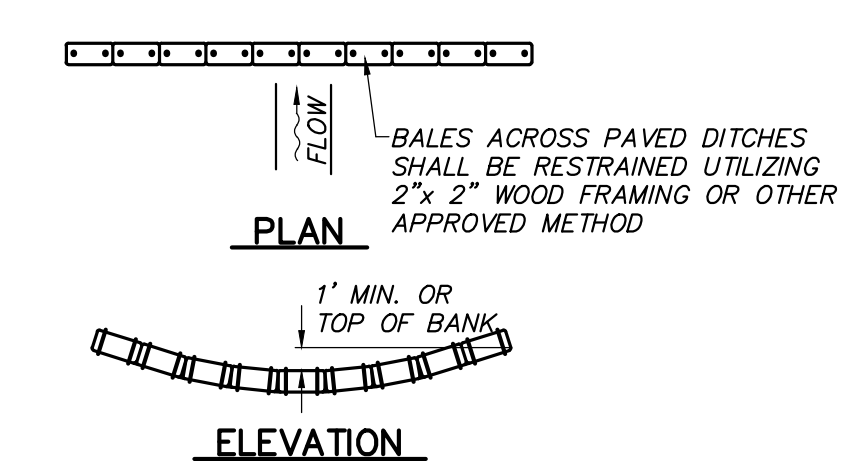 FLOW
BALES ACROSS PAVED DITCHES
SHALL BE RESTRAINED UTILIZING
2"x 2" WOOD FRAMING OR OTHER
APPROVED METHOD
PLAN
1' MIN. OR
TOP OF BANK
ELEVATION